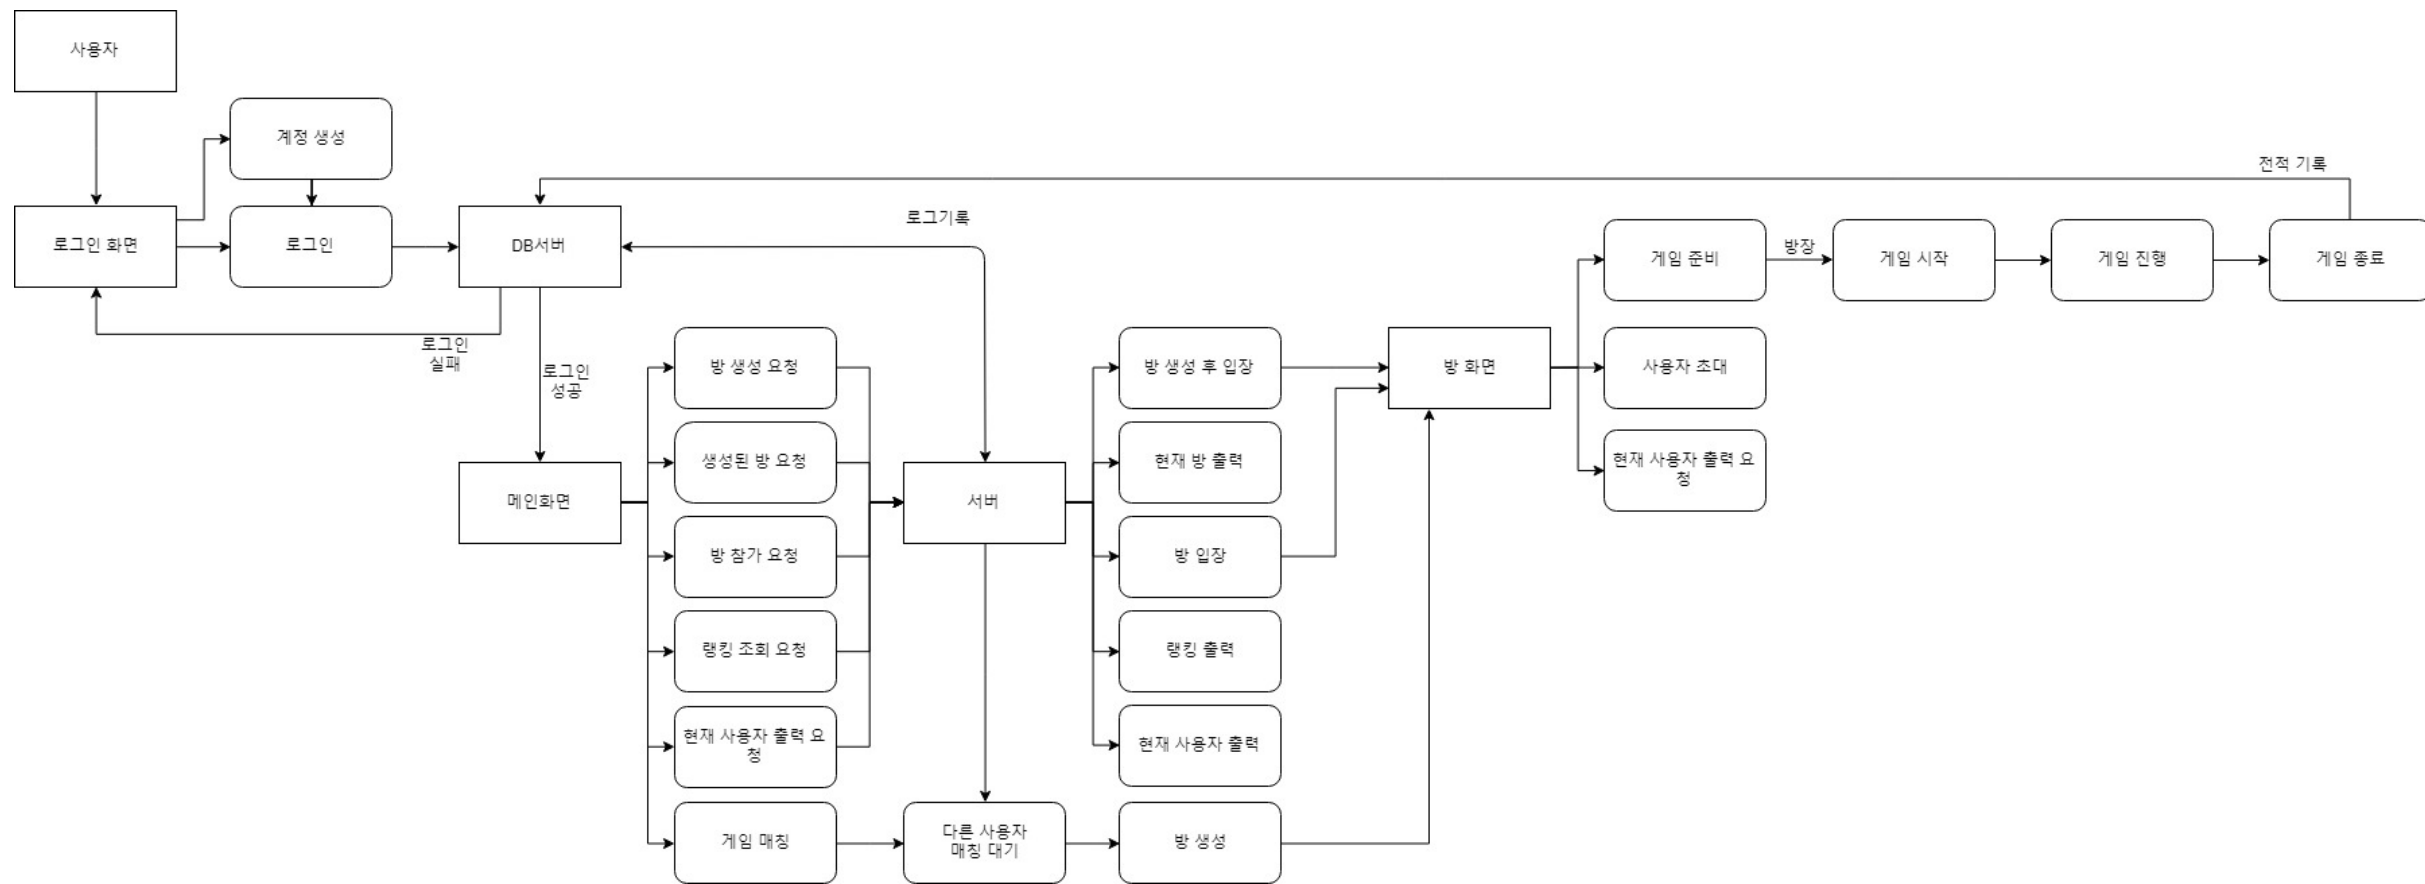 사용자
계정 생성
전적 기록
로그인 화면
로그인
DB서버
로그기록
게임 준비
방장
게임 시작
게임 진행
게임 종료
로그인
실패
로그인
성공
방 생성 요청
방 생성 후 입장
방 화면
사용자 초대
생성된 방 요청
현재 방 출력
현재 사용자 출력 요
청
메인화면
서버
방 참가 요청
방 입장
랭킹 조회 요청
랭킹 출력
현재 사용자 출력 요
청
현재 사용자 출력
게임 매칭
다른 사용자
매칭 대기
방 생성